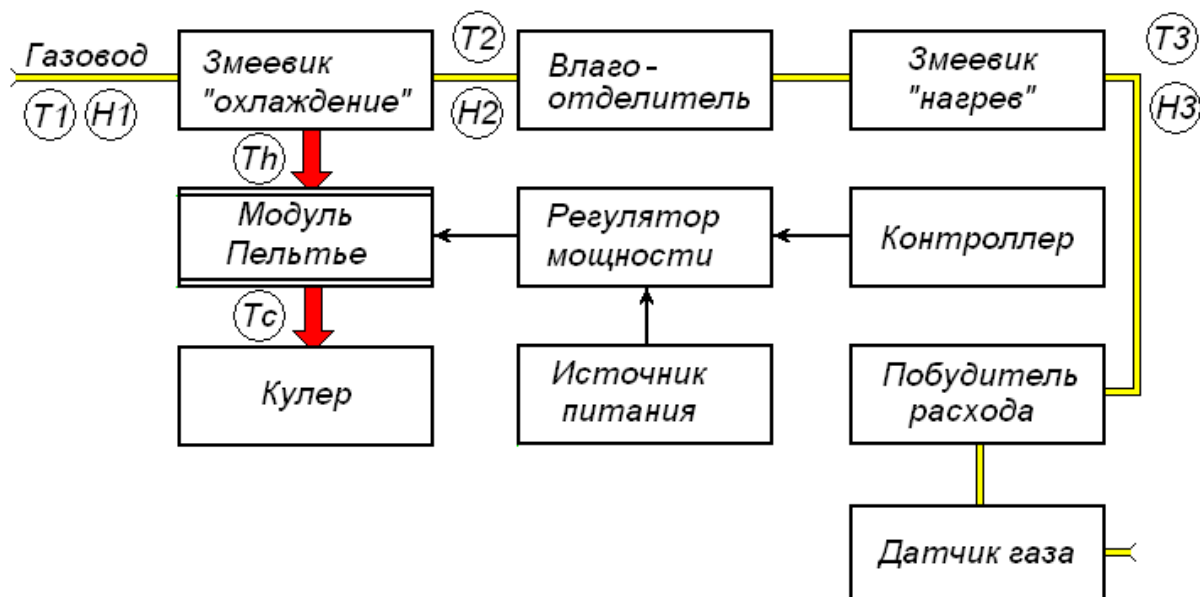 Газовод
T1
H1
Змеевик
"охлаждение"
T2
H2
Влаго-
отделитель
Змеевик
"нагрев"
T3
H3
Th
Модуль
Пельтье
Регулятор
мощности
Контроллер
Tc
Кулер
Источник
питания
Побудитель
расхода
Датчик газа